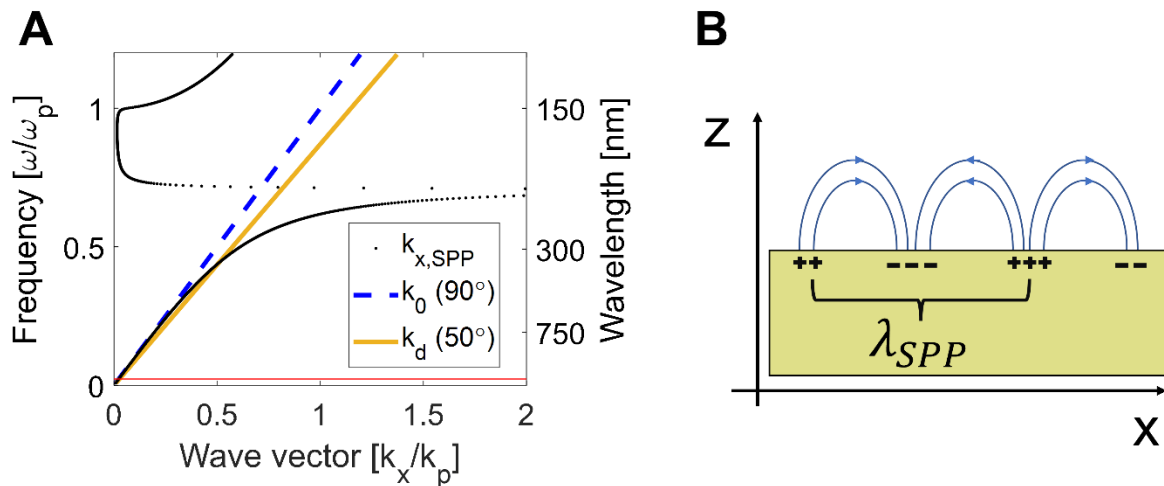 A
B
Frequency [ω/ω_p]
1
0.5
0
150
300
750
Wavelength [nm]
k_x,SPP
k_0 (90°)
k_d (50°)
0
0.5
1
1.5
2
Wave vector [k_x/k_p]
Z
++
---
+++
--
λ_SPP
X